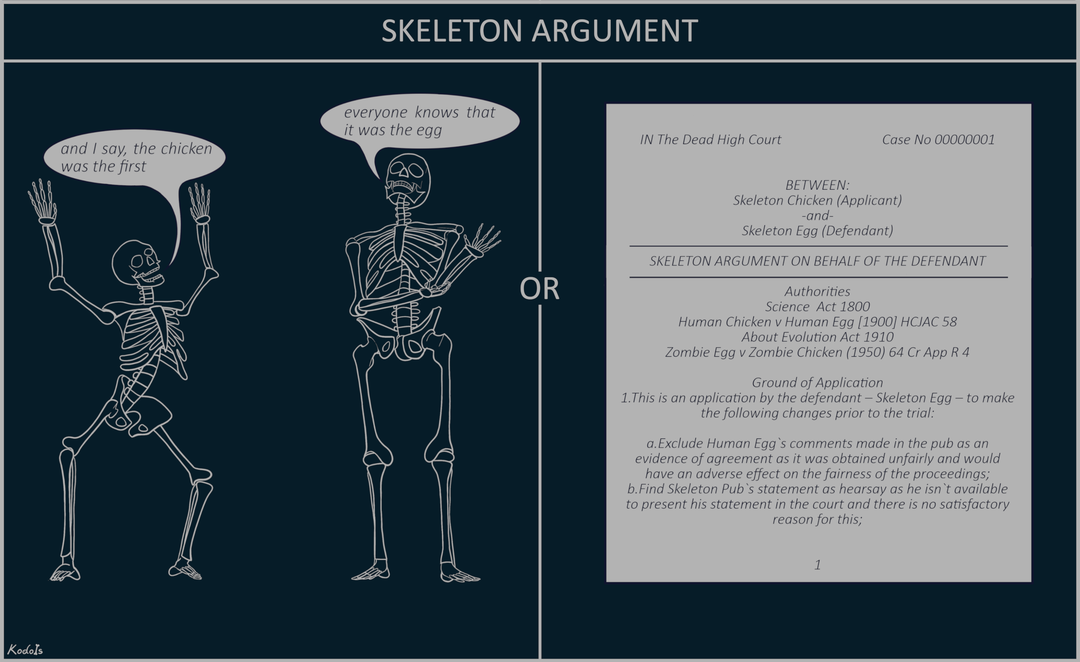 SKELETON ARGUMENT
and I say, the chicken
was the first
everyone knows that
it was the egg
OR
IN The Dead High Court Case No 00000001
BETWEEN:
Skeleton Chicken (Applicant)
-and-
Skeleton Egg (Defendant)
SKELETON ARGUMENT ON BEHALF OF THE DEFENDANT
Authorities
Science Act 1800
Human Chicken v Human Egg [1900] HCJAC 58
About Evolution Act 1910
Zombie Egg v Zombie Chicken (1950) 64 Cr App R 4
Ground of Application
1.This is an application by the defendant – Skeleton Egg – to make
the following changes prior to the trial:
a.Exclude Human Egg`s comments made in the pub as an
evidence of agreement as it was obtained unfairly and would
have an adverse effect on the fairness of the proceedings;
b.Find Skeleton Pub`s statement as hearsay as he isn`t available
to present his statement in the court and there is no satisfactory
reason for this;
1
KodoIs